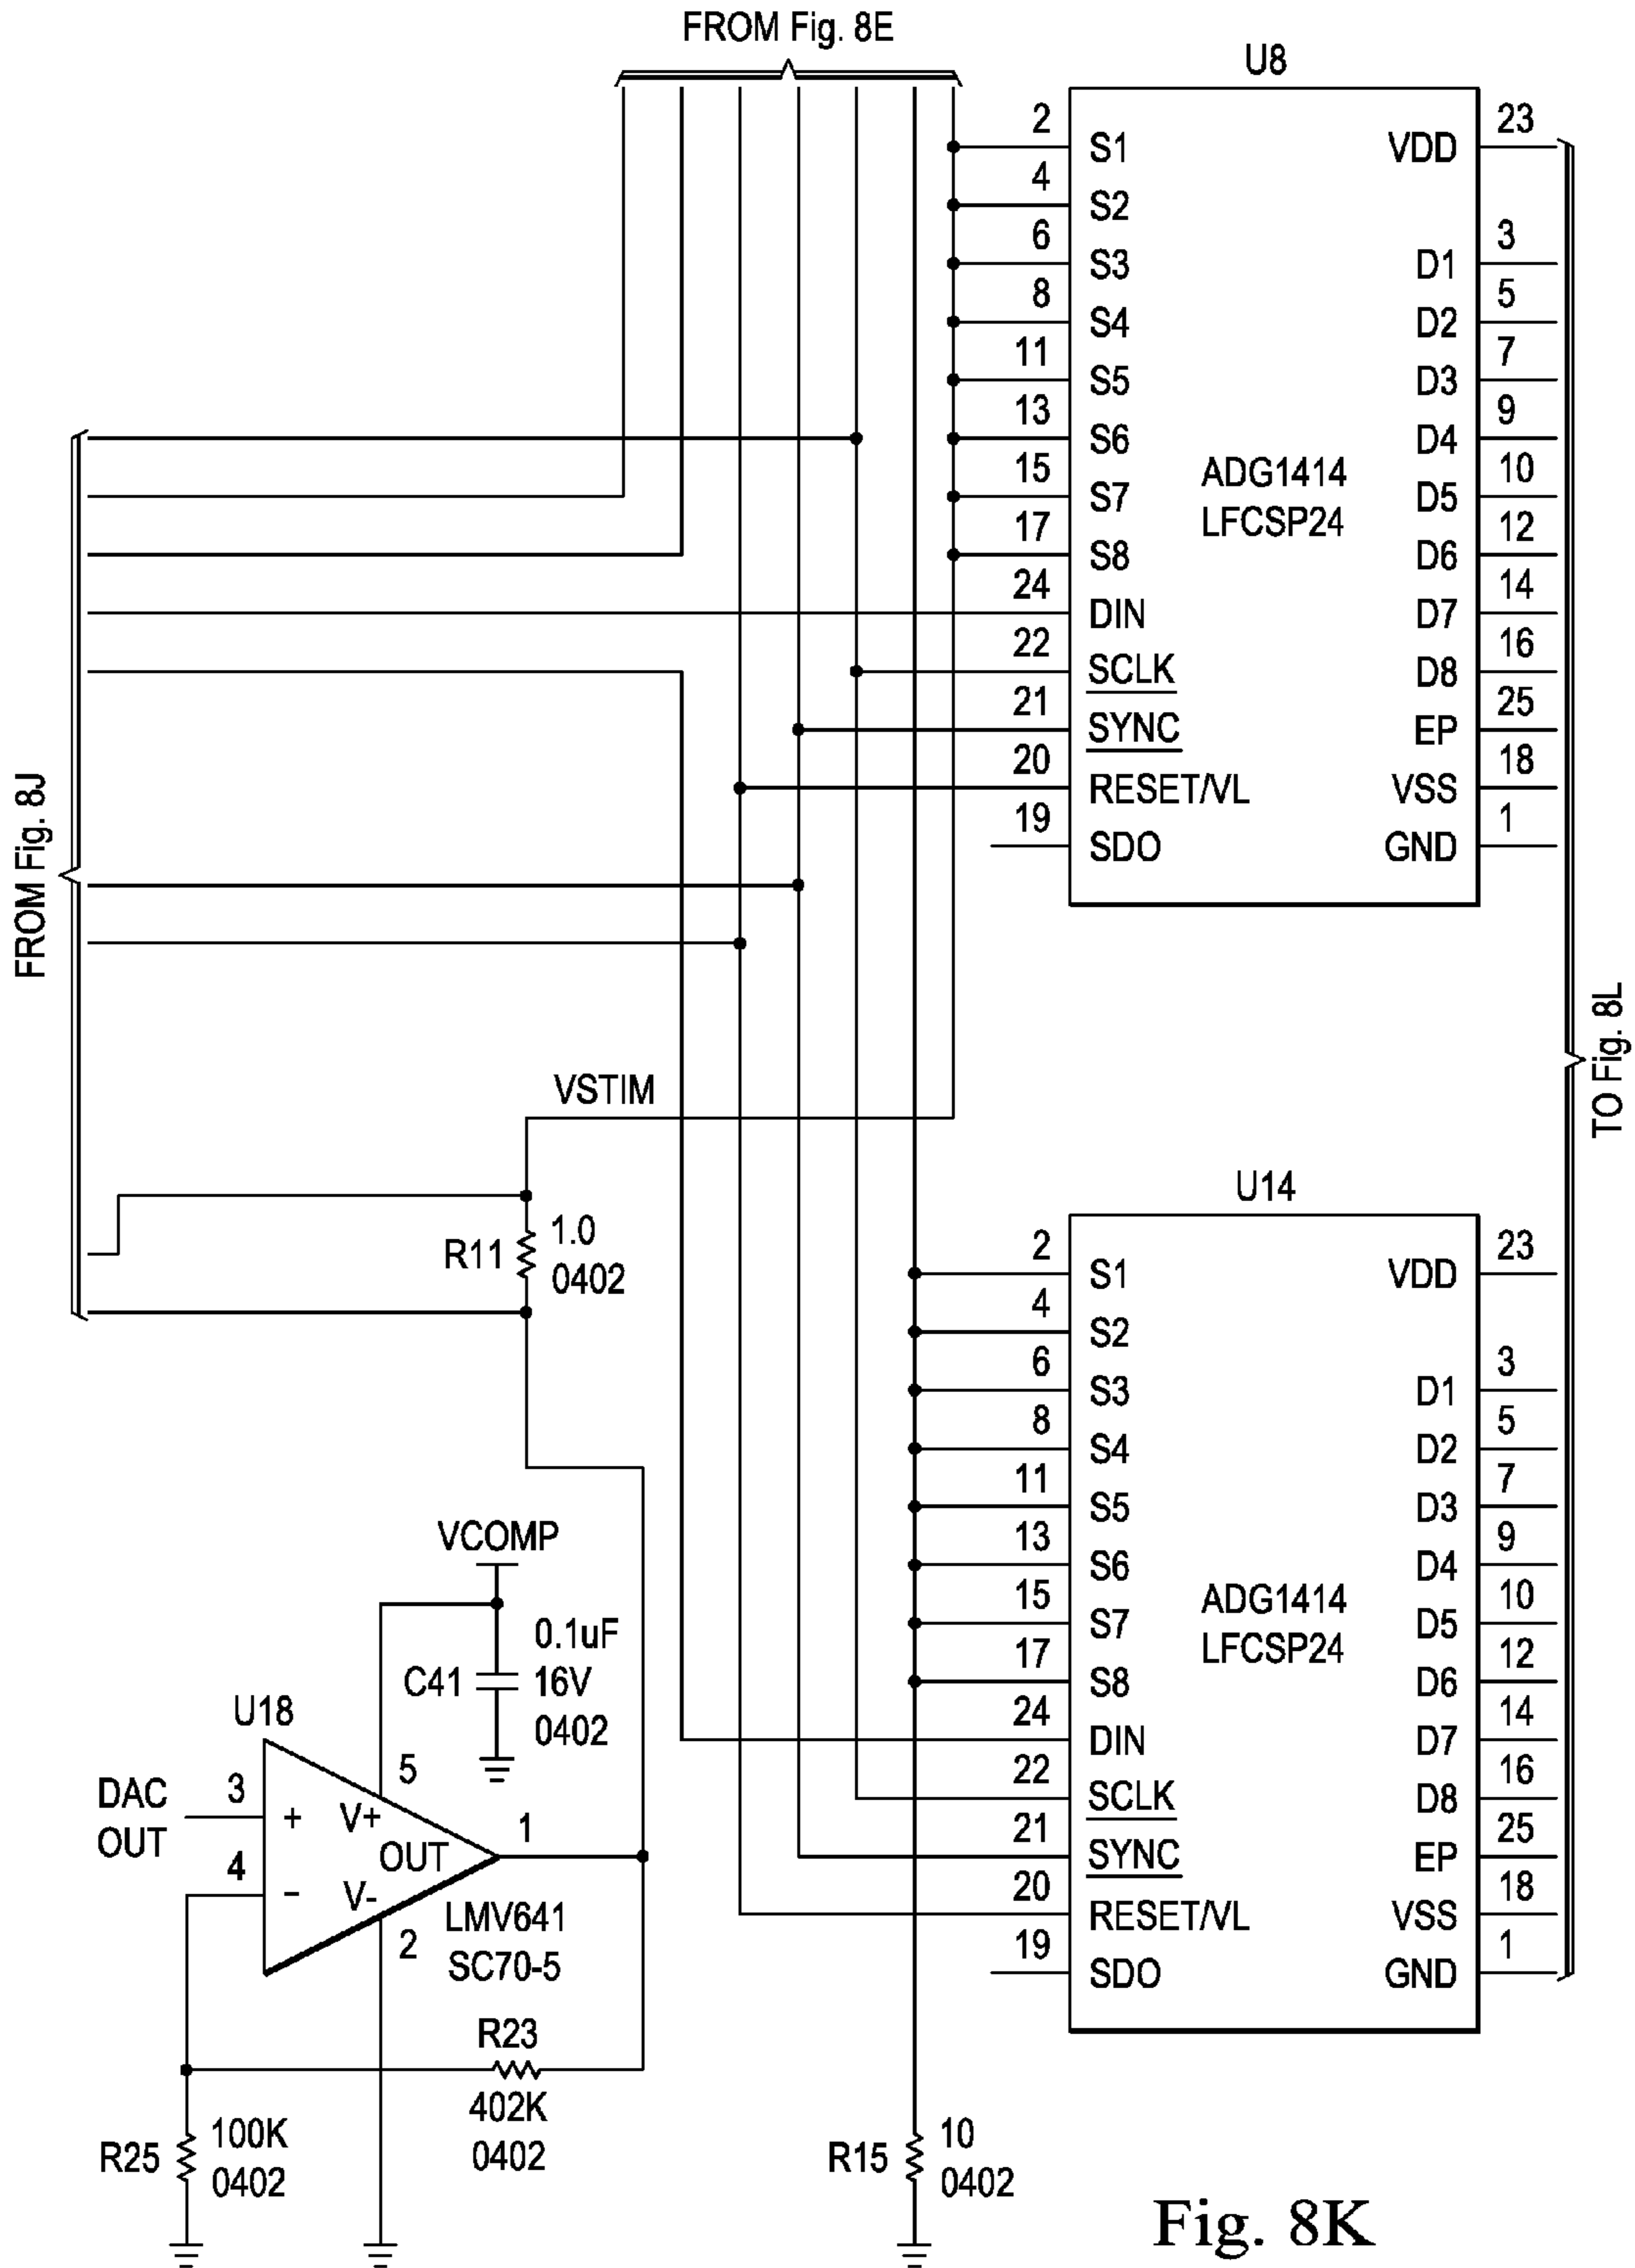 FROM Fig. 8E
U8
2 S1 VDD 23
4 S2
6 S3 D1 3
8 S4 D2 5
11 S5 D3 7
13 S6 D4 9
15 S7 ADG1414 D5 10
17 S8 LFCSP24 D6 12
24 DIN D7 14
22 SCLK D8 16
21 SYNC EP 25
20 RESET/VL VSS 18
19 SDO GND 1
FROM Fig. 8J
TO Fig. 8L
VSTIM
R11 1.0
0402
U14
2 S1 VDD 23
4 S2
6 S3 D1 3
8 S4 D2 5
11 S5 D3 7
13 S6 D4 9
15 S7 ADG1414 D5 10
17 S8 LFCSP24 D6 12
24 DIN D7 14
22 SCLK D8 16
21 SYNC EP 25
20 RESET/VL VSS 18
19 SDO GND 1
VCOMP
0.1uF
C41 16V
0402
U18
DAC
OUT
3 + V+ 5
OUT 1
4 - V- 2
LMV641
SC70-5
R23
402K
0402
R25 100K
0402
R15 10
0402
Fig. 8K